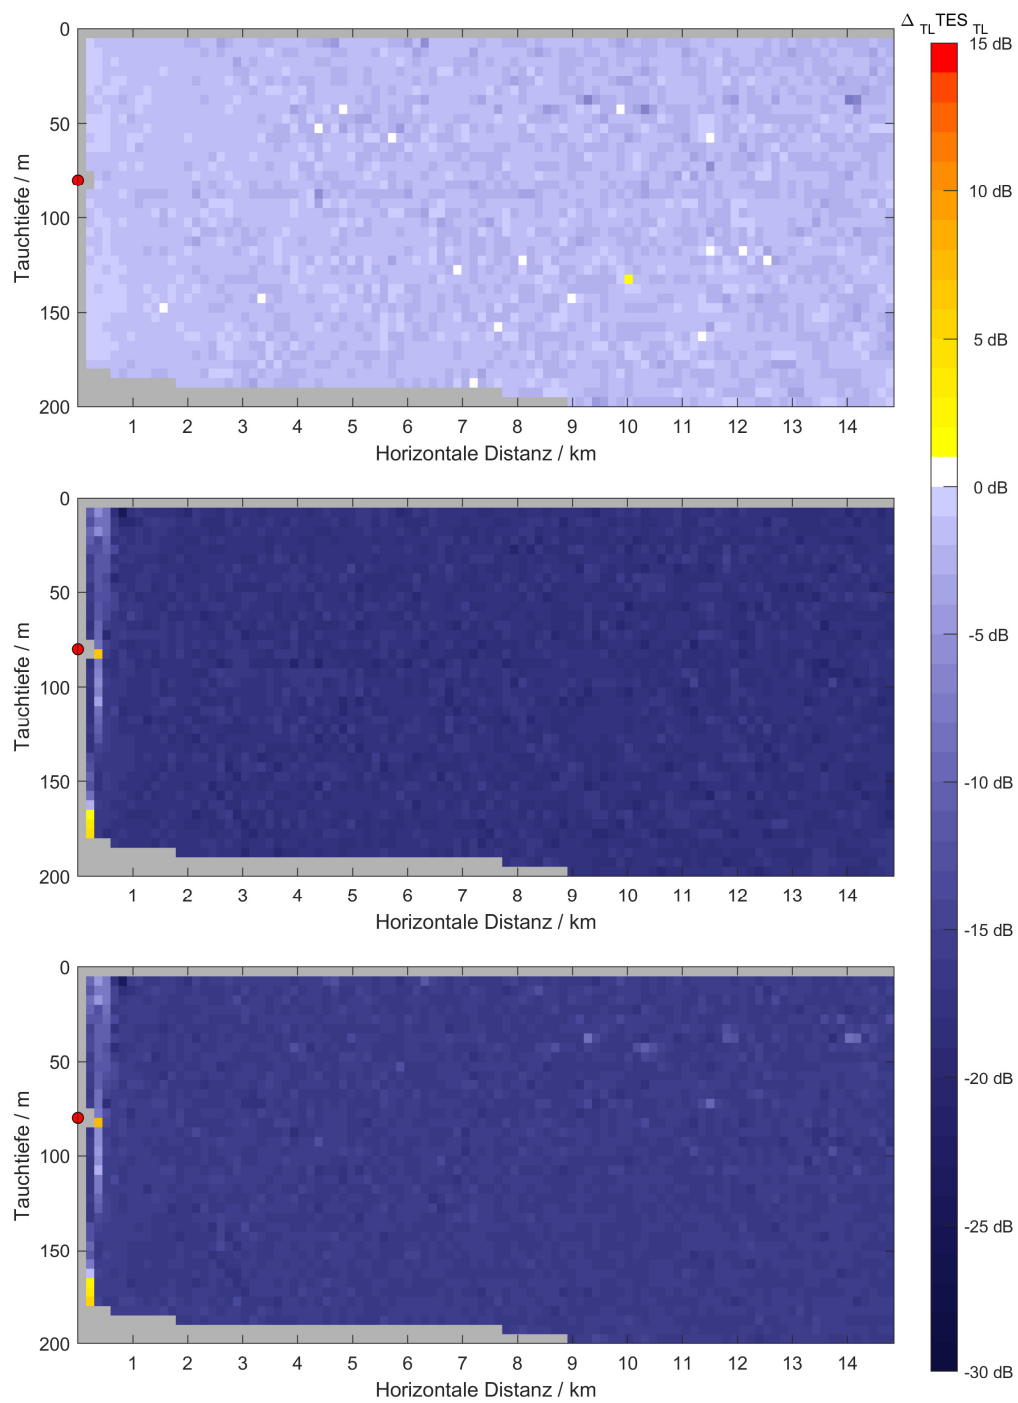 Δ TL TES TL
0
50
100
150
200
Tauchtiefe / m
1 2 3 4 5 6 7 8 9 10 11 12 13 14
Horizontale Distanz / km
0
50
100
150
200
Tauchtiefe / m
1 2 3 4 5 6 7 8 9 10 11 12 13 14
Horizontale Distanz / km
0
50
100
150
200
Tauchtiefe / m
1 2 3 4 5 6 7 8 9 10 11 12 13 14
Horizontale Distanz / km
15 dB
10 dB
5 dB
0 dB
-5 dB
-10 dB
-15 dB
-20 dB
-25 dB
-30 dB